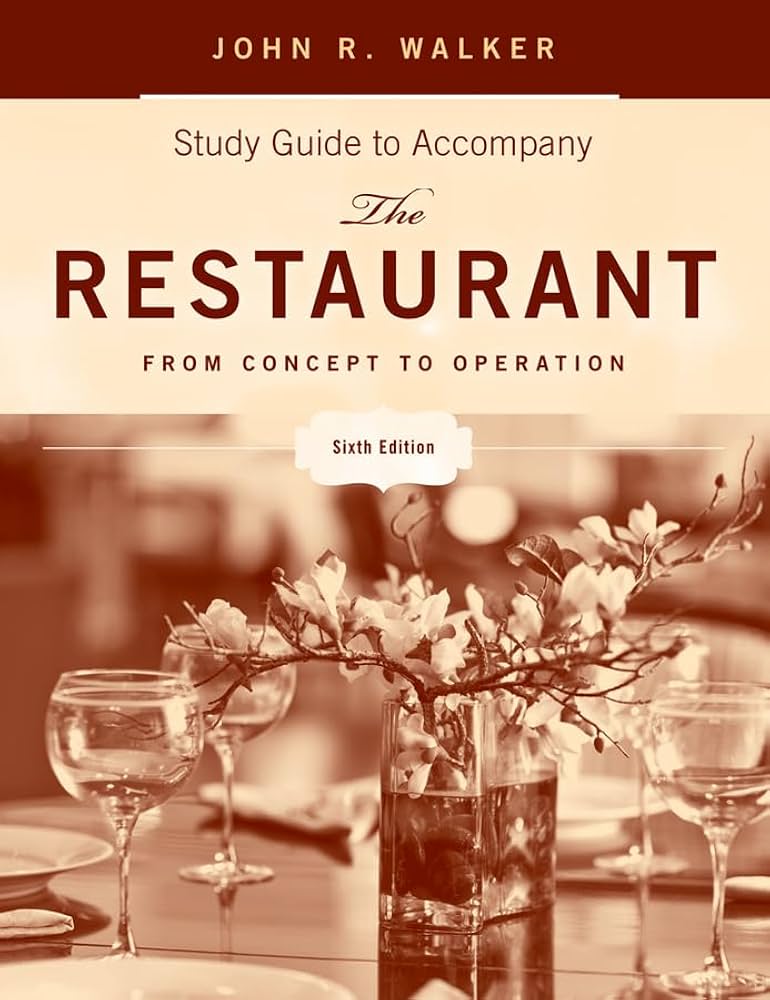 JOHN R. WALKER
Study Guide to Accompany
The
RESTAURANT
FROM CONCEPT TO OPERATION
Sixth Edition